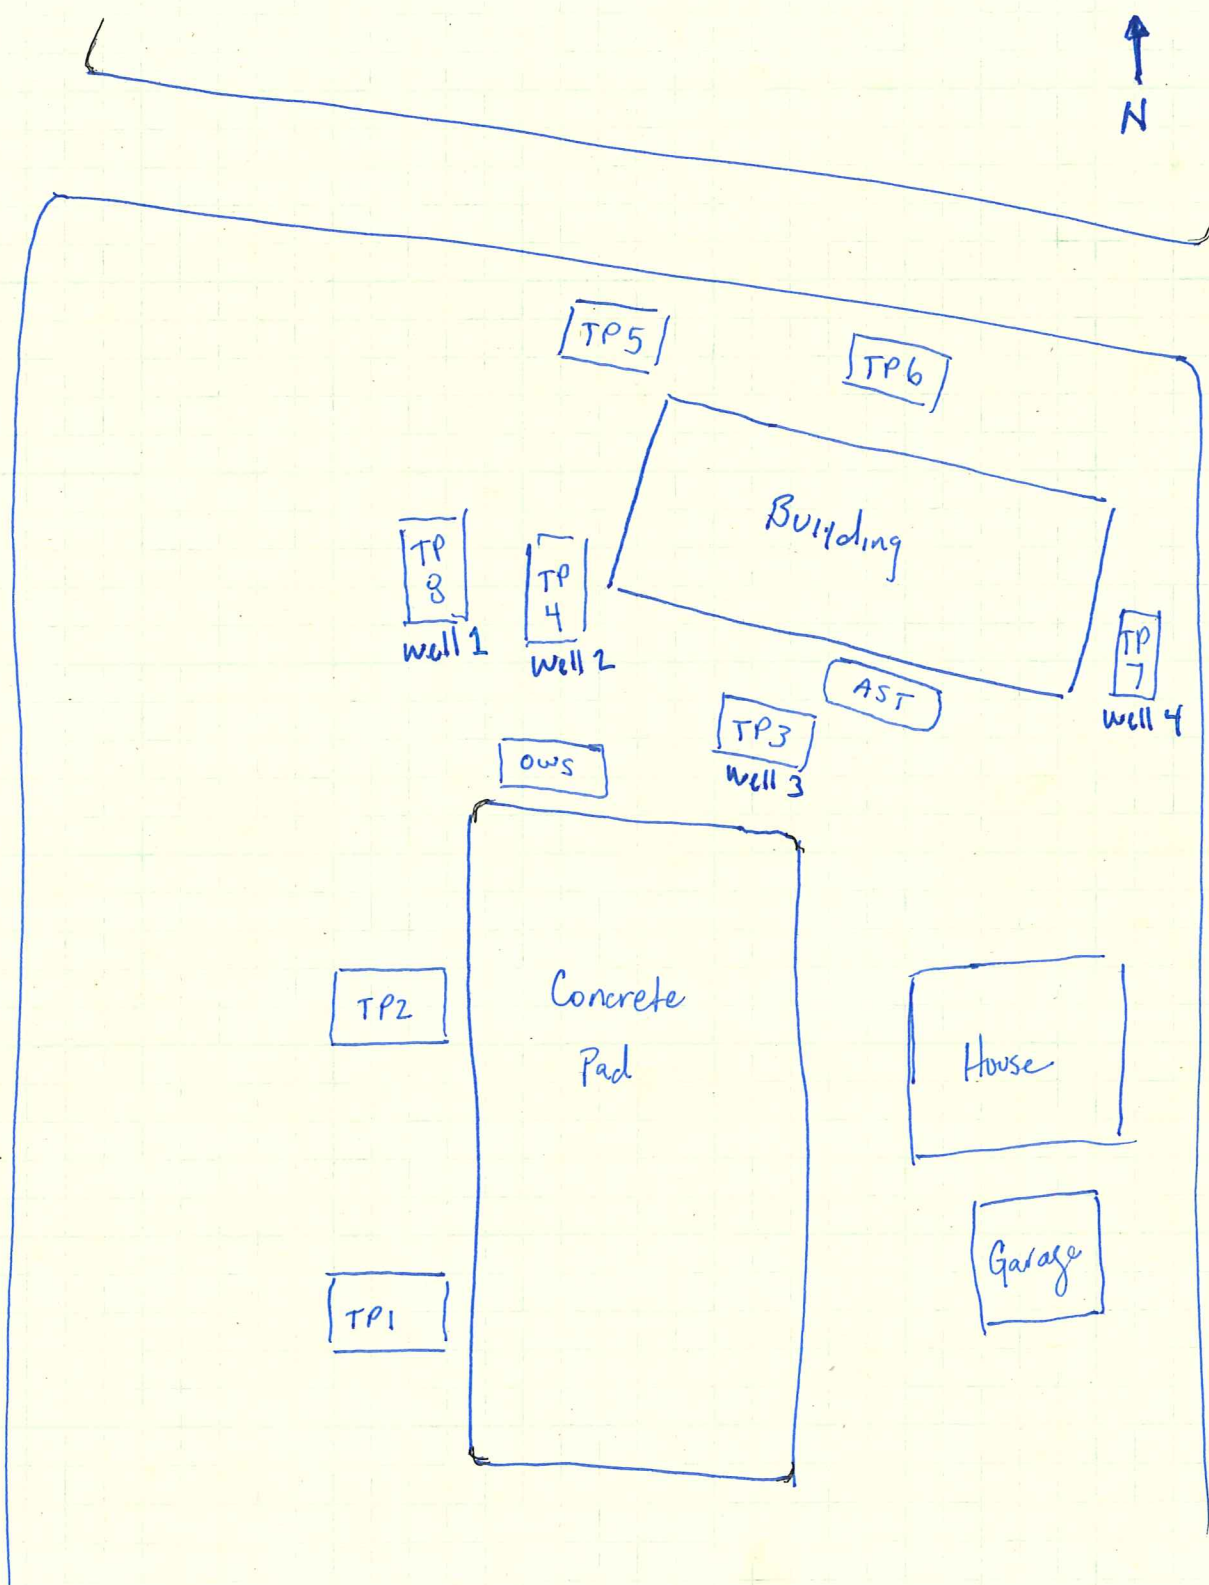 N
TP5
TP6
Building
TP
8
well 1
TP
4
well 2
TP
7
well 4
AST
TP3
well 3
OWS
Concrete
Pad
TP2
House
Garage
TP1